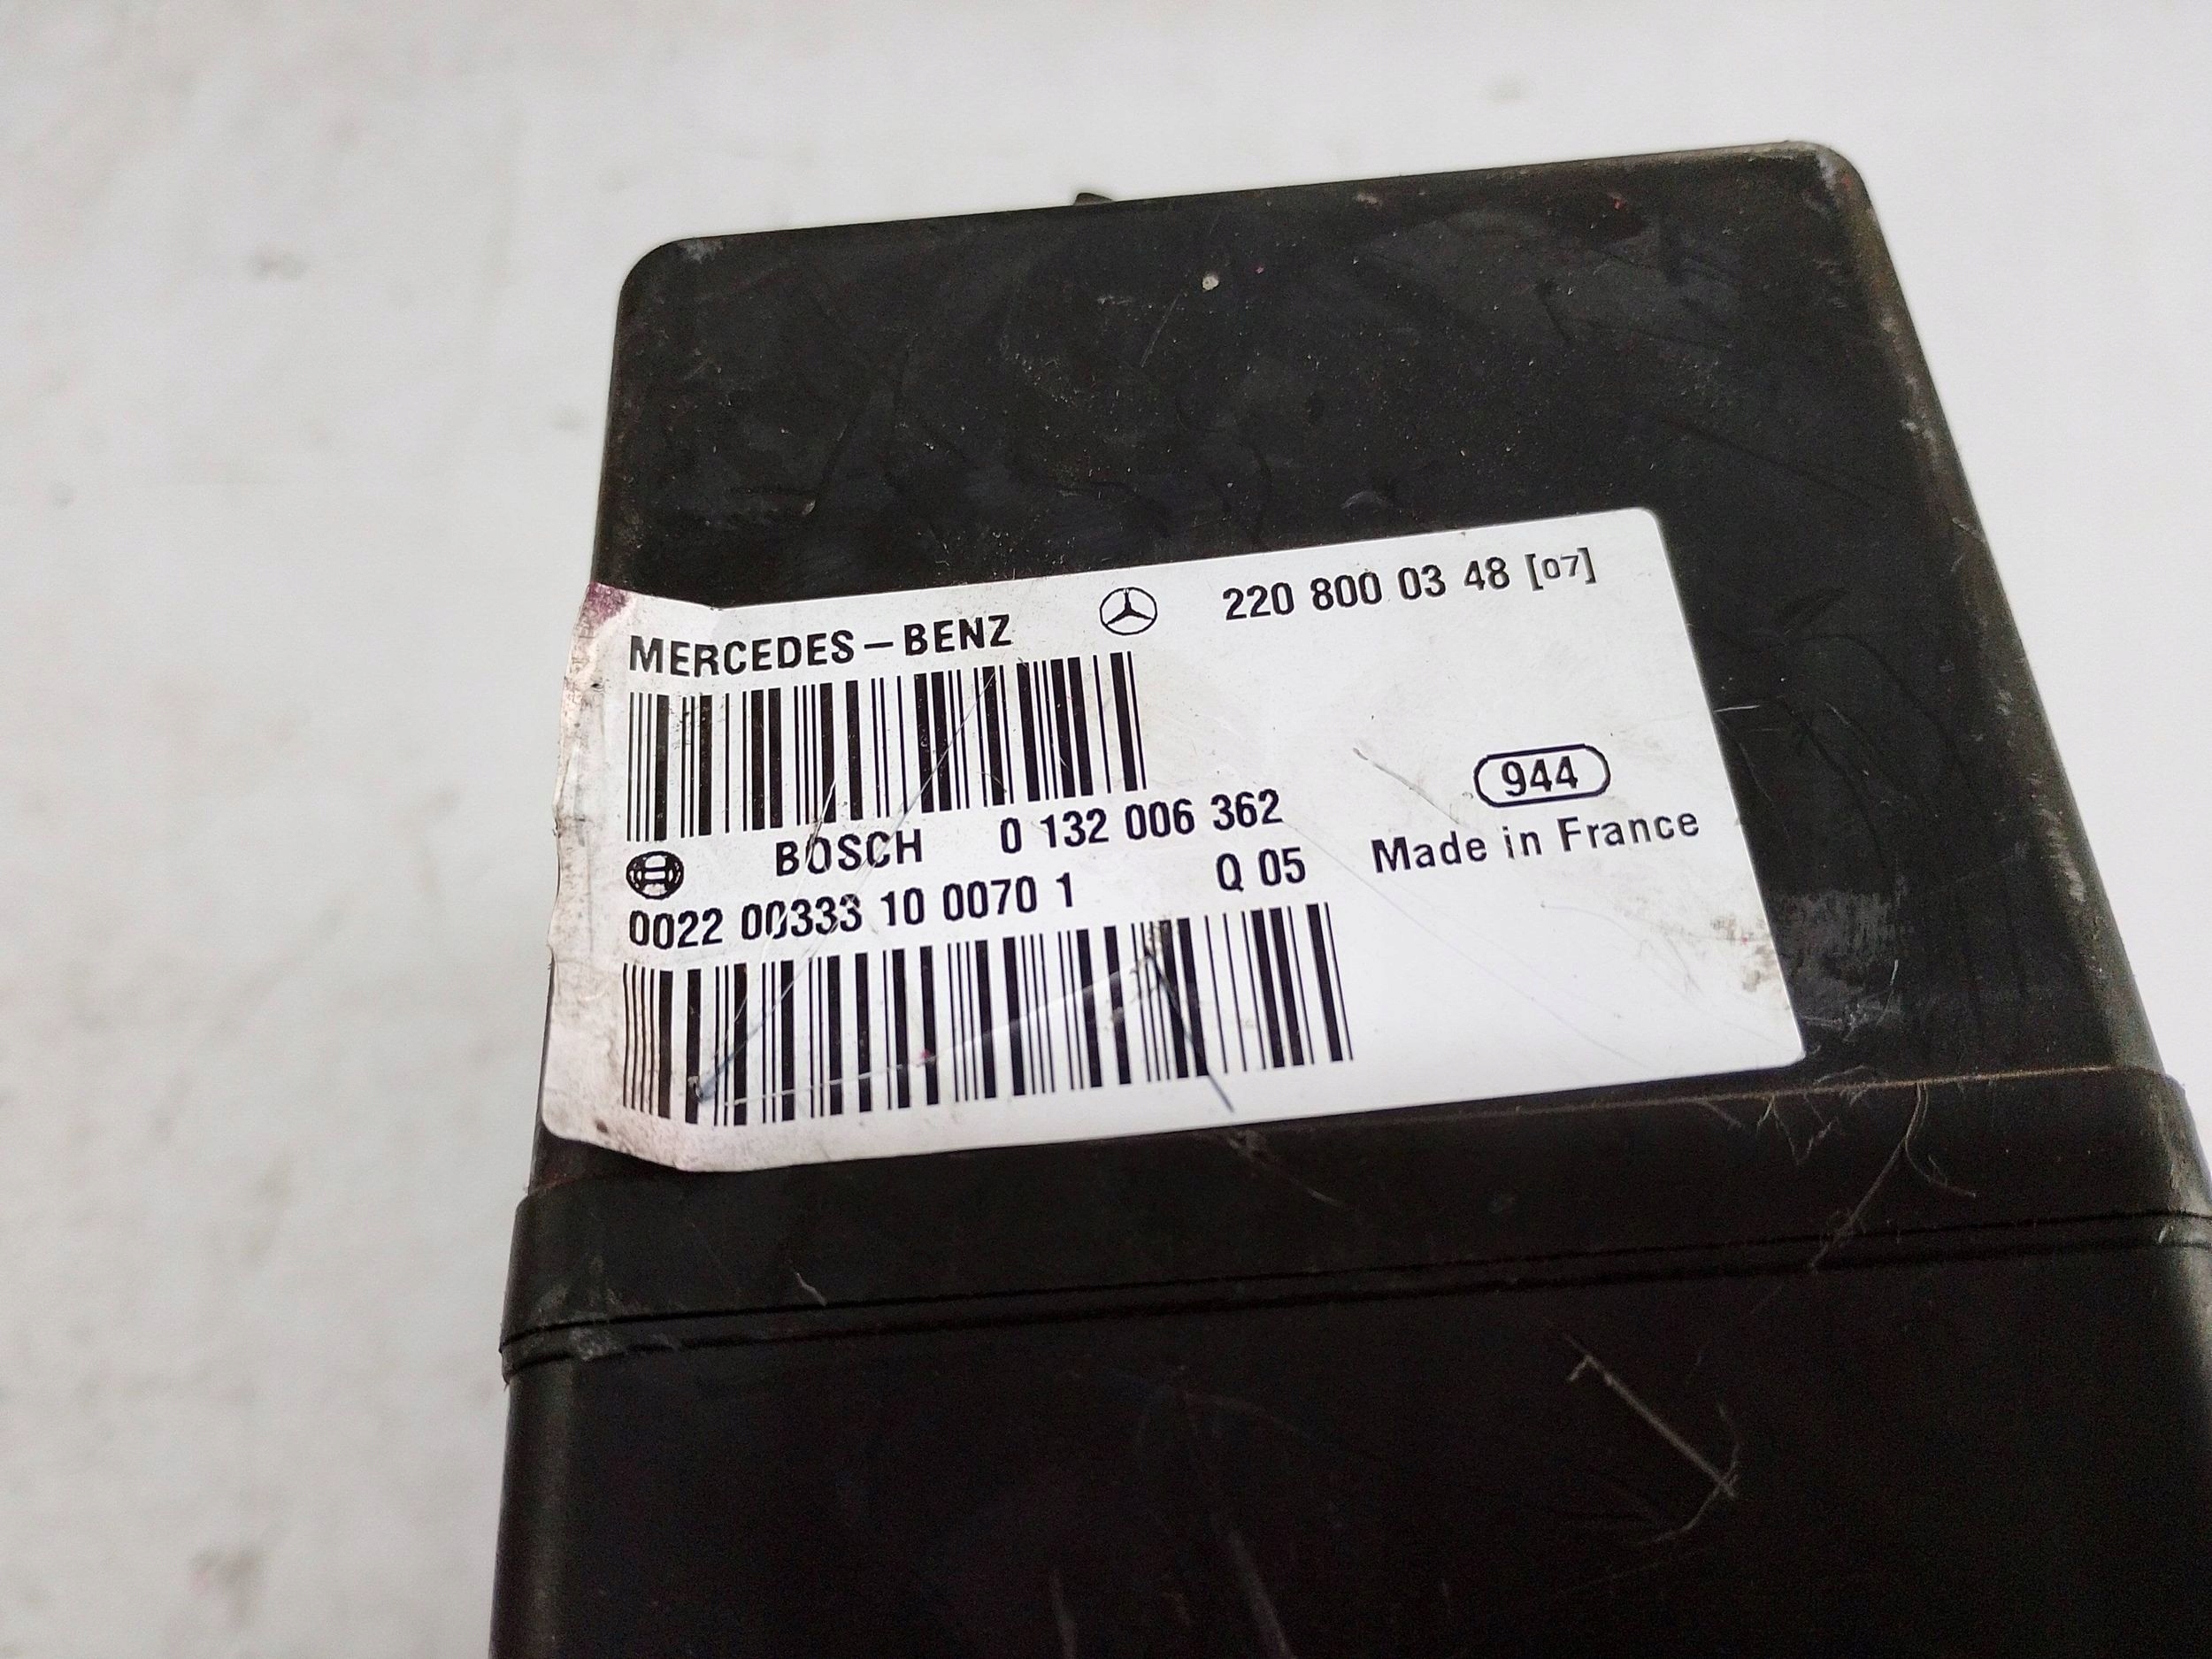 MERCEDES-BENZ 220 800 03 48 [07]
944
BOSCH 0 132 006 362
Made in France
0022 00333 10 0070 1 Q 05